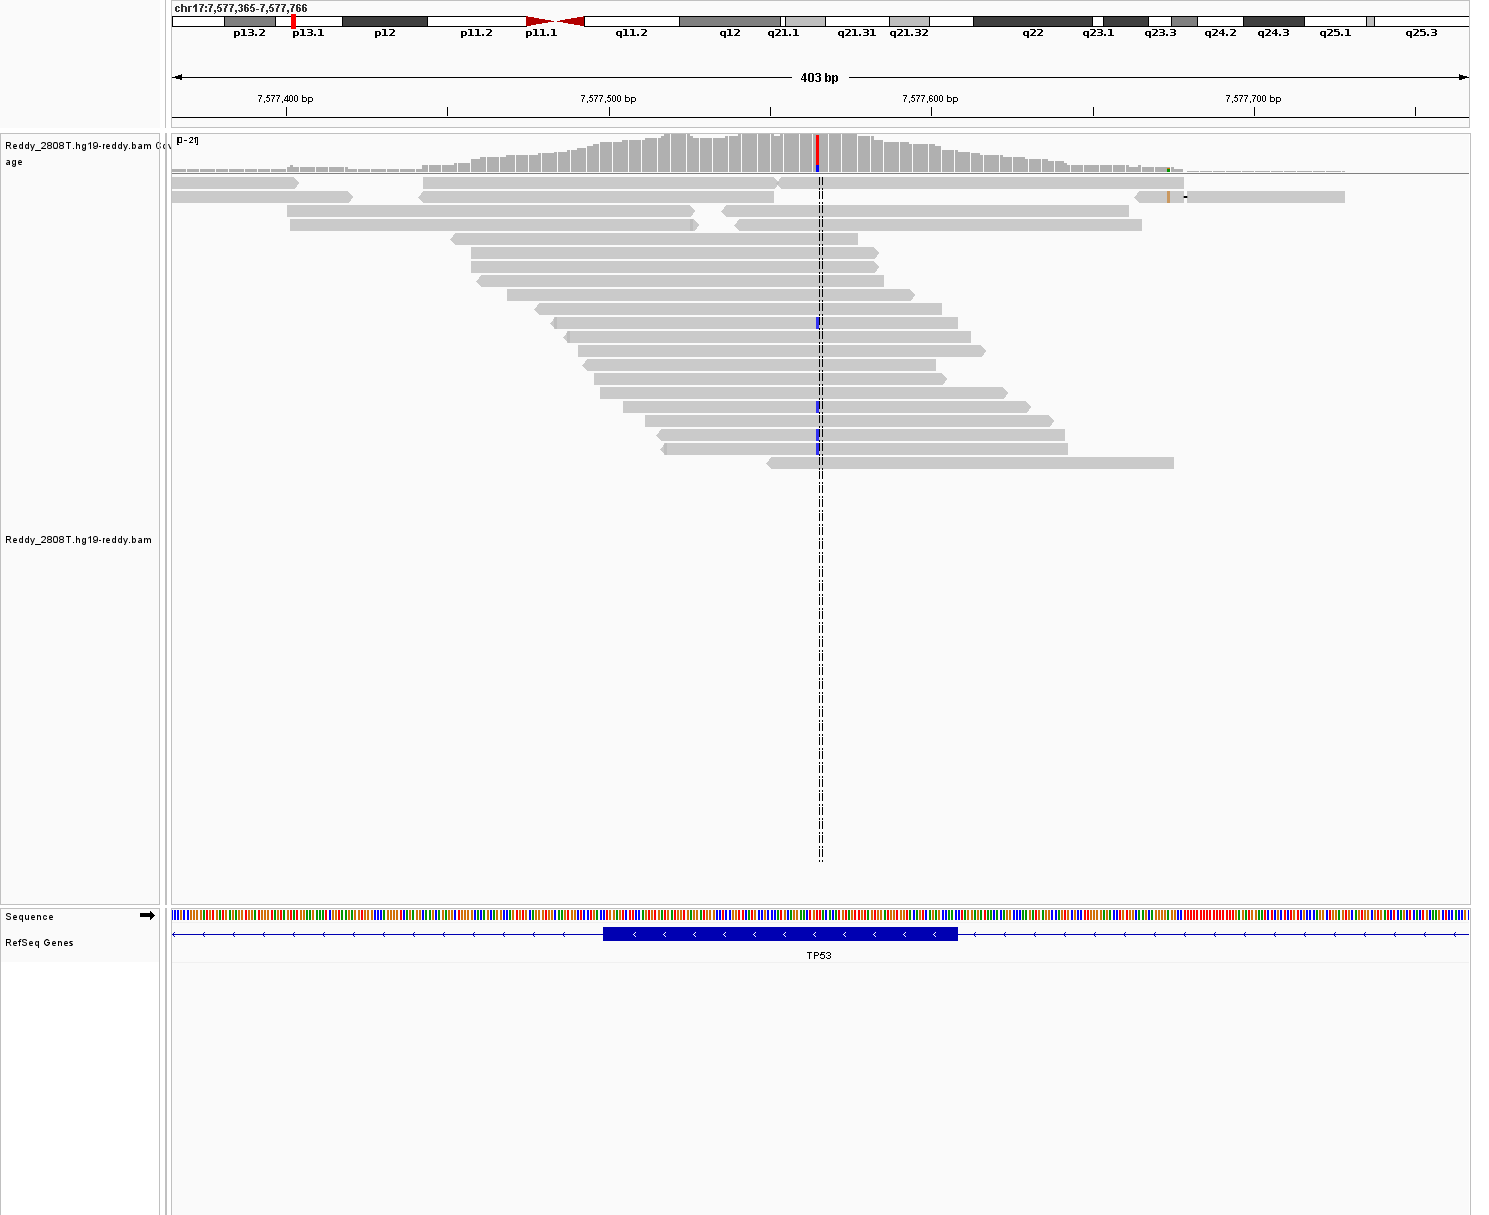 chr17:7,577,365-7,577,766
p13.2 p13.1 p12 p11.2 p11.1 q11.2 q12 q21.1 q21.31 q21.32 q22 q23.1 q23.3 q24.2 q24.3 q25.1 q25.3
403 bp
7,577,400 bp 7,577,500 bp 7,577,600 bp 7,577,700 bp
Reddy_2808T.hg19-reddy.bam Cov
age
[0-21]
Reddy_2808T.hg19-reddy.bam
Sequence
RefSeq Genes
TP53